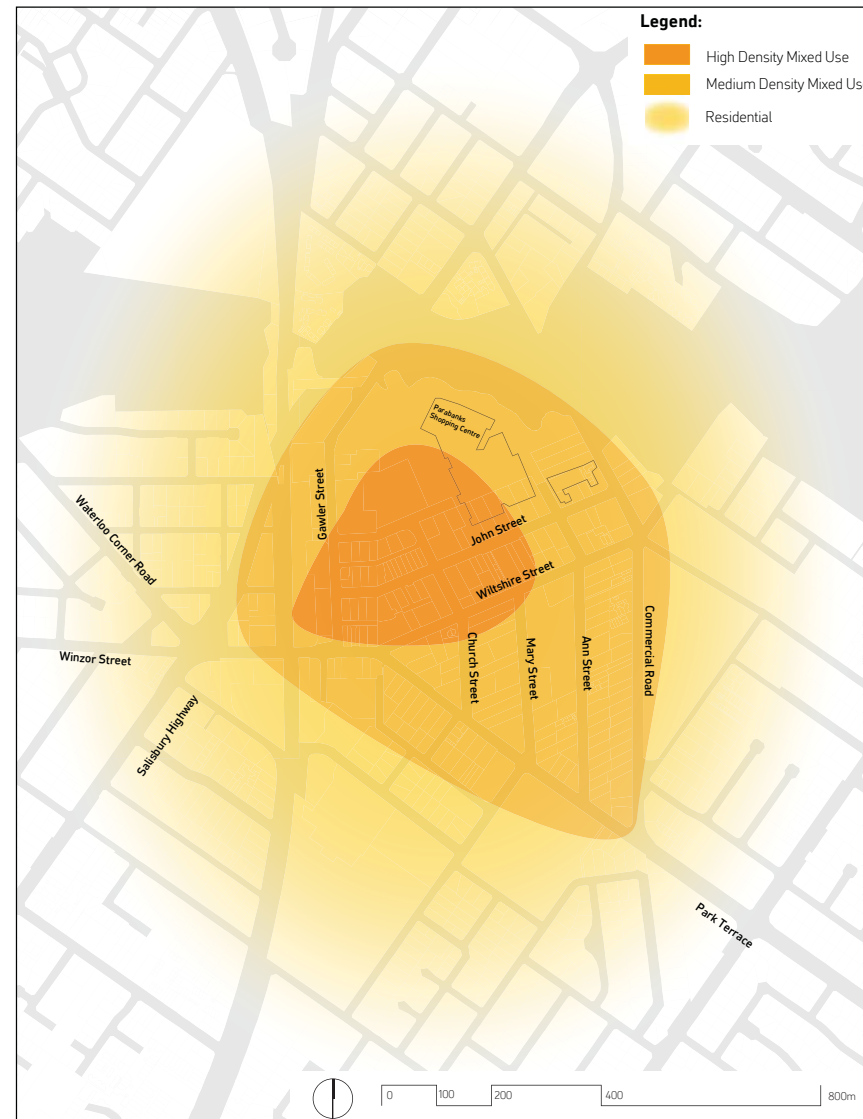 Legend:
High Density Mixed Use
Medium Density Mixed Us
Residential
Parabanks
Shopping Centre
Gawler Street
John Street
Waterloo Corner Road
Wiltshire Street
Winzor Street
Church Street
Mary Street
Ann Street
Commercial Road
Salisbury Highway
Park Terrace
0 100 200 400 800m